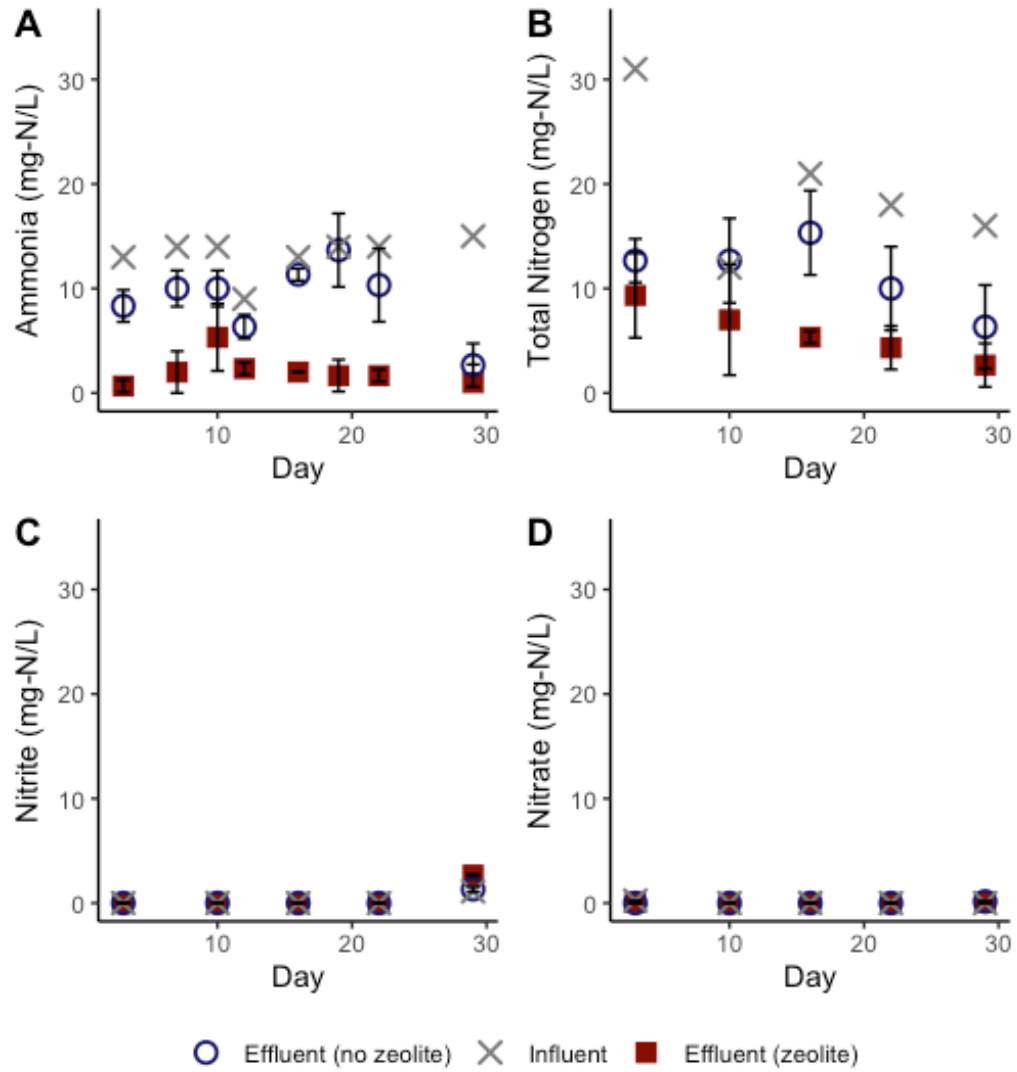 A
Ammonia (mg-N/L)
30
20
10
0
10 20 30
Day
B
Total Nitrogen (mg-N/L)
30
20
10
0
10 20 30
Day
C
Nitrite (mg-N/L)
30
20
10
0
10 20 30
Day
D
Nitrate (mg-N/L)
30
20
10
0
10 20 30
Day
Effluent (no zeolite) Influent Effluent (zeolite)